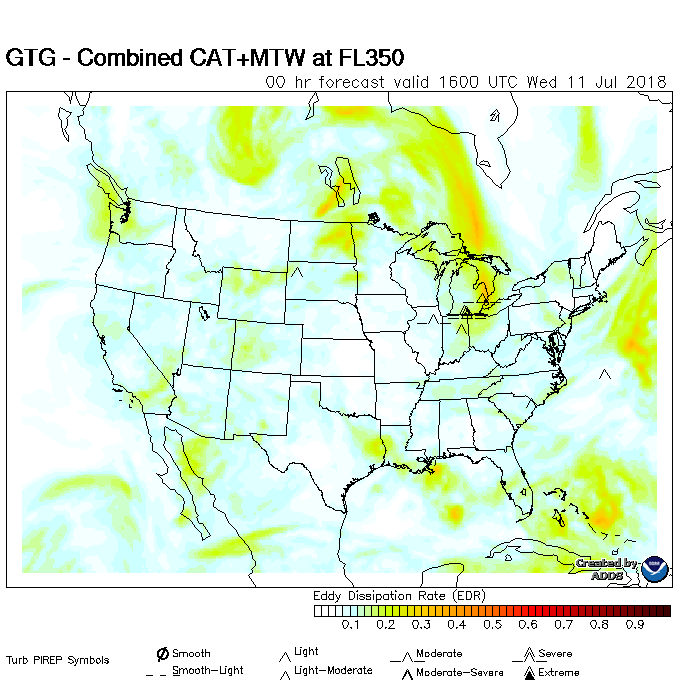 GTG - Combined CAT+MTW at FL350
00 hr forecast valid 1600 UTC Wed 11 Jul 2018
Created by
ADDS
NOAA
Eddy Dissipation Rate (EDR)
0.1 0.2 0.3 0.4 0.5 0.6 0.7 0.8 0.9
Turb PIREP Symbols
Smooth Light Moderate Severe
Smooth-Light Light-Moderate Moderate-Severe Extreme